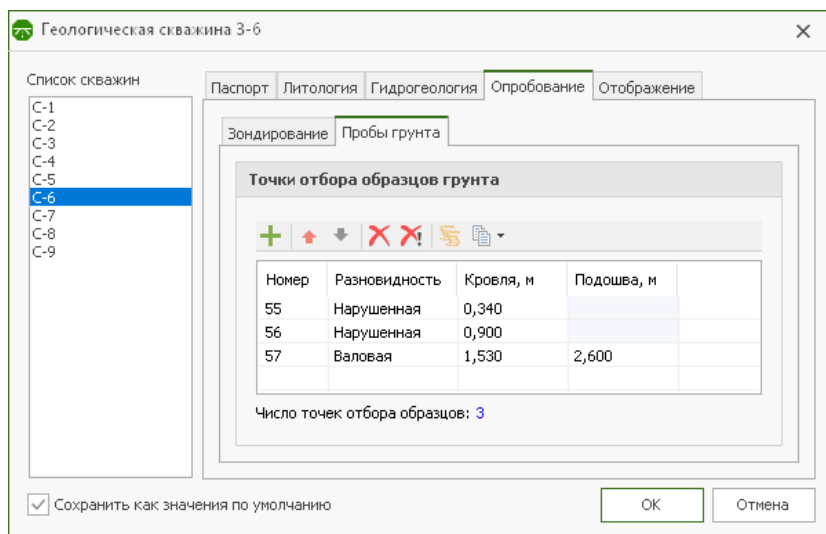 Геологическая скважина 3-6
Список скважин
С-1
С-2
С-3
С-4
С-5
С-6
С-7
С-8
С-9
Паспорт Литология Гидрогеология Опробование Отображение
Зондирование Пробы грунта
Точки отбора образцов грунта
Номер Разновидность Кровля, м Подошва, м
55 Нарушенная 0,340
56 Нарушенная 0,900
57 Валовая 1,530 2,600
Число точек отбора образцов: 3
Сохранить как значения по умолчанию
ОК Отмена